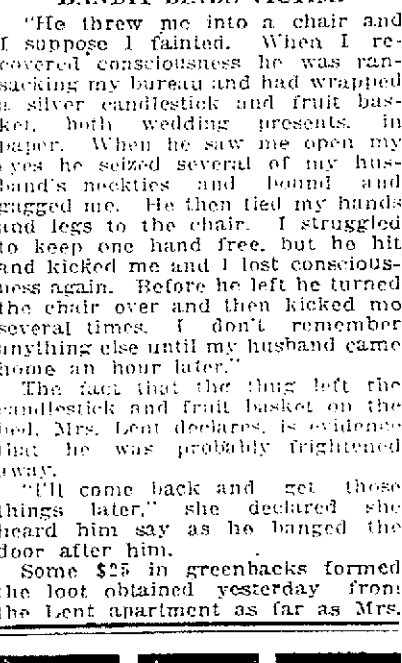 "He threw me into a chair and
I suppose I fainted. When I re-
covered consciousness he was ran-
sacking my bureau and had wrapped
a silver candlestick and fruit bas-
ket, both wedding presents, in
paper. When he saw me open my
eyes he seized several of my hus-
band's neckties and bound and
gagged me. He then tied my hands
and legs to the chair. I struggled
to keep one hand free, but he hit
and kicked me and I lost conscious-
ness again. Before he left he turned
the chair over and then kicked me
several times. I don't remember
anything else until my husband came
home an hour later."
The fact that the thug left the
candlestick and fruit basket on the
bed, Mrs. Lent declares, is evidence
that he was probably frightened
away.
"I'll come back and get those
things later," she declared she
heard him say as he banged the
door after him.
Some $25 in greenbacks formed
the loot obtained yesterday from
the Lent apartment as far as Mrs.